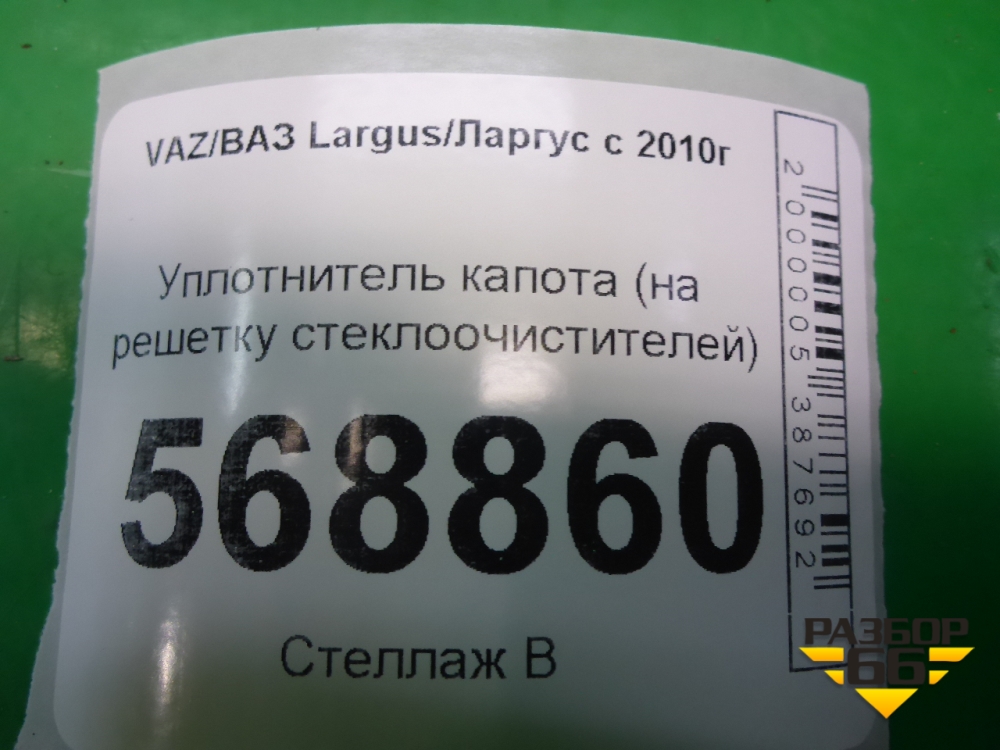 VAZ/ВАЗ Largus/Ларгус с 2010г
Уплотнитель капота (на
решетку стеклоочистителей)
568860
Стеллаж В
2000005387692
РАЗБОР
66